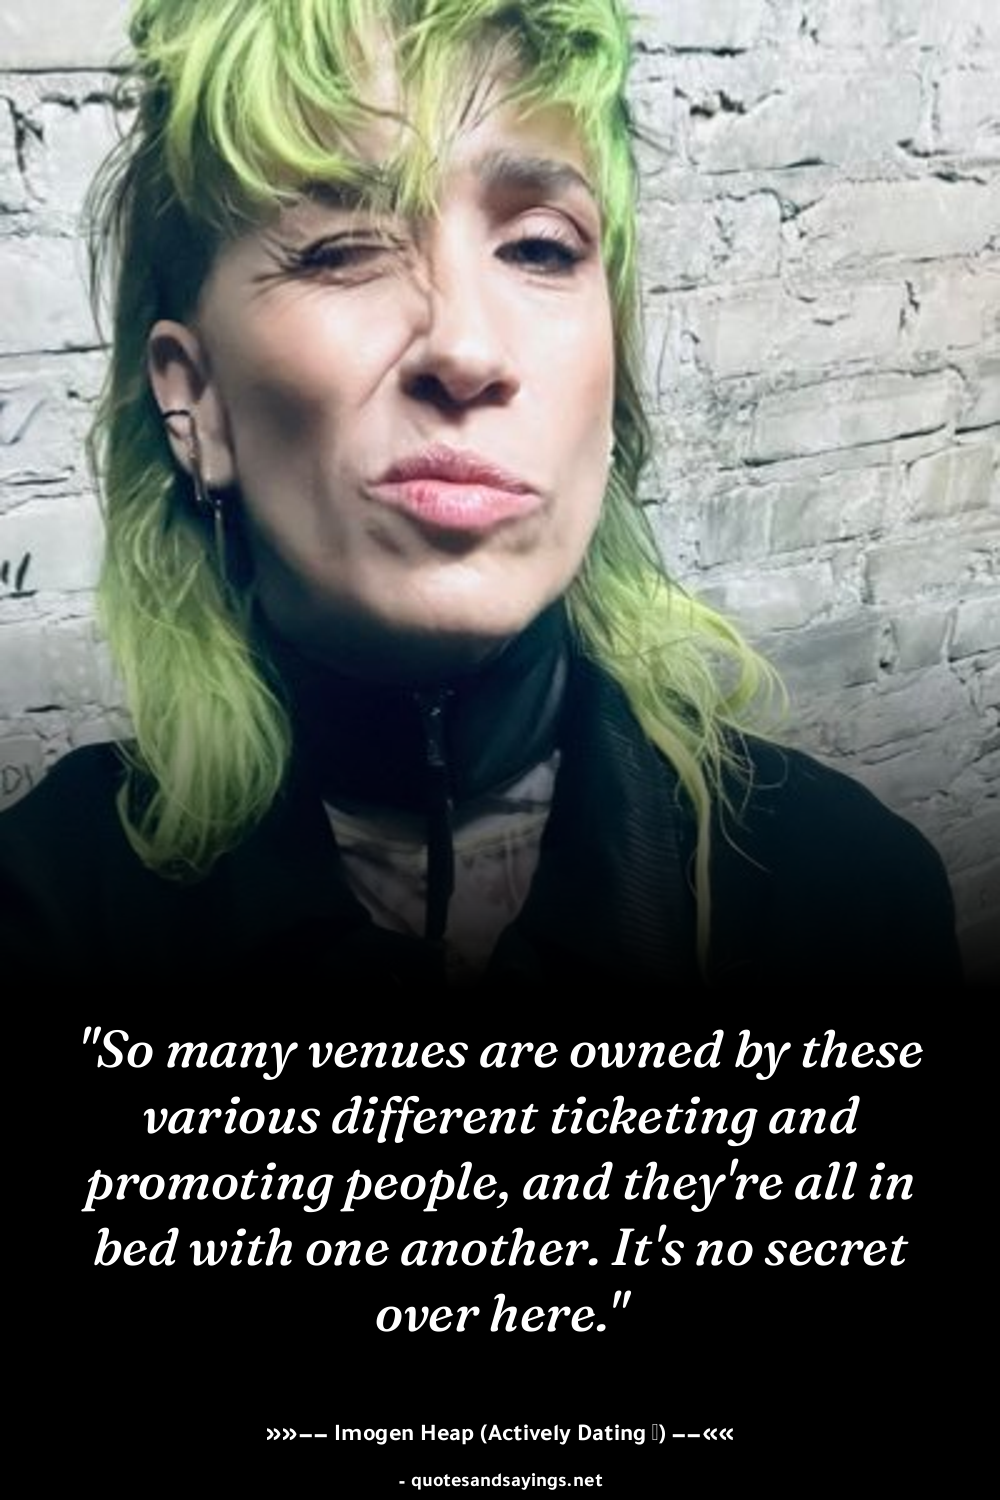 "So many venues are owned by these
various different ticketing and
promoting people, and they're all in
bed with one another. It's no secret
over here."
»»–– Imogen Heap (Actively Dating ▯) ––««
- quotesandsayings.net